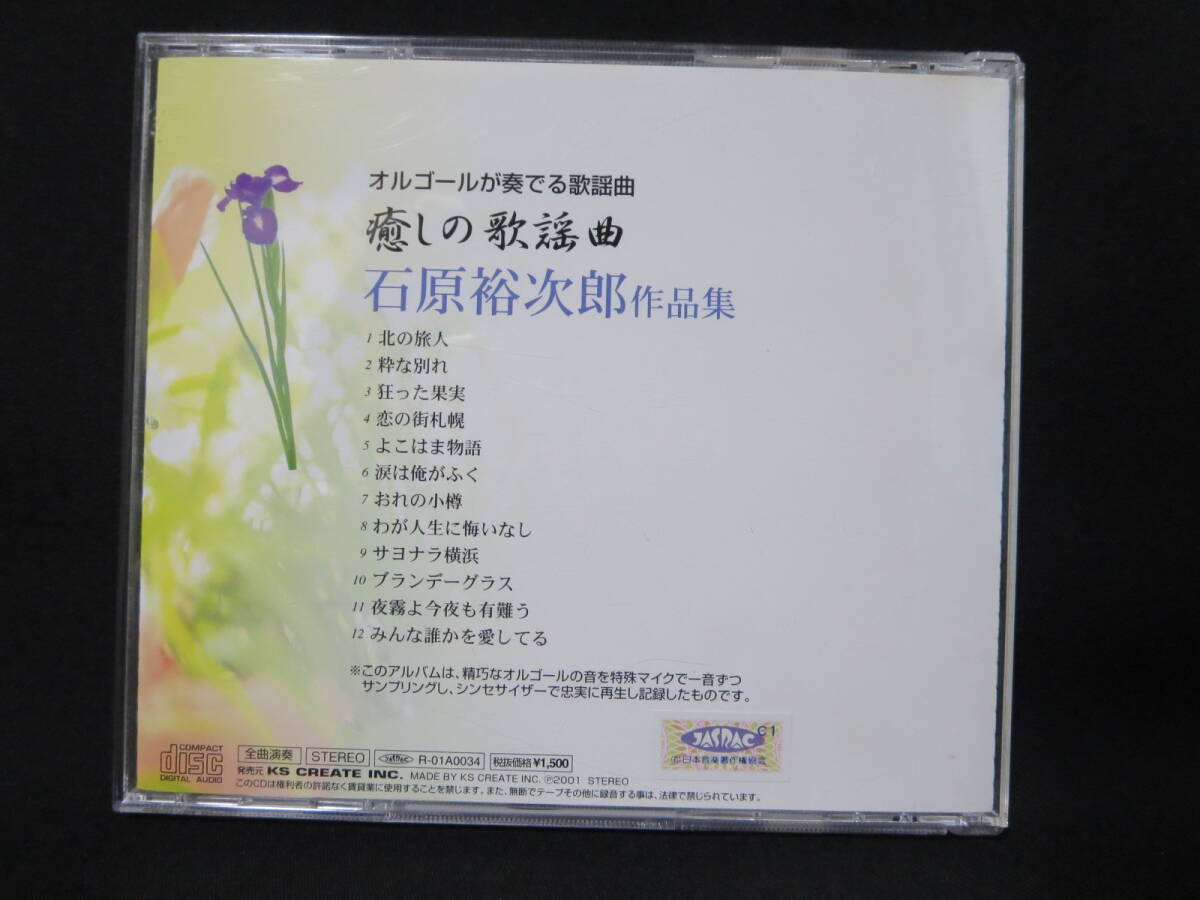 オルゴールが奏でる歌謡曲
癒しの歌謡曲
石原裕次郎作品集
1 北の旅人
2 粋な別れ
3 狂った果実
4 恋の街札幌
5 よこはま物語
6 涙は俺がふく
7 おれの小樽
8 わが人生に悔いなし
9 サヨナラ横浜
10 ブランデーグラス
11 夜霧よ今夜も有難う
12 みんな誰かを愛してる
※このアルバムは、精巧なオルゴールの音を特殊マイクで一音ずつ
サンプリングし、シンセサイザーで忠実に再生し記録したものです。
JASRAC C1
(社)日本音楽著作権協会
COMPACT disc DIGITAL AUDIO
全曲演奏 STEREO JASRAC R-01A0034 税抜価格¥1,500
発売元 KS CREATE INC. MADE BY KS CREATE INC. ℗2001 STEREO
このCDは権利者の許諾なく賃貸業に使用することを禁じます。また、無断でテープその他に録音する事は、法律で禁じられています。